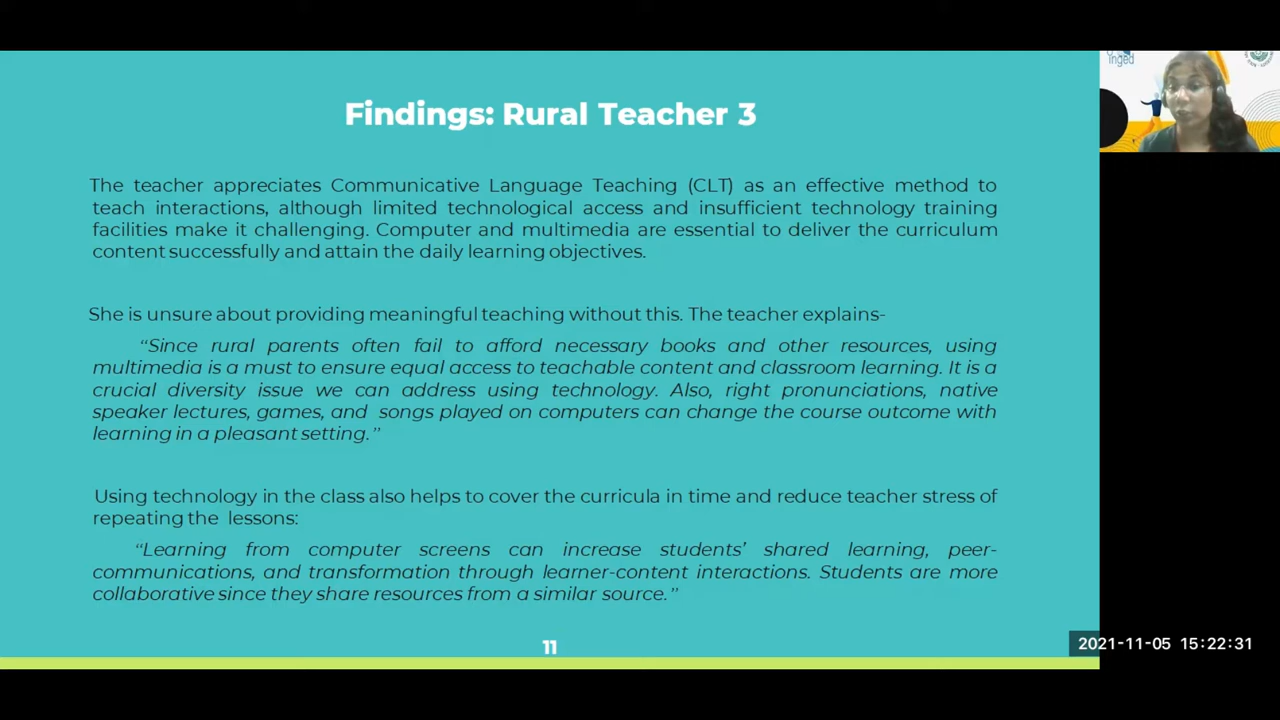 inged
Findings: Rural Teacher 3
The teacher appreciates Communicative Language Teaching (CLT) as an effective method to
teach interactions, although limited technological access and insufficient technology training
facilities make it challenging. Computer and multimedia are essential to deliver the curriculum
content successfully and attain the daily learning objectives.
She is unsure about providing meaningful teaching without this. The teacher explains-
“Since rural parents often fail to afford necessary books and other resources, using
multimedia is a must to ensure equal access to teachable content and classroom learning. It is a
crucial diversity issue we can address using technology. Also, right pronunciations, native
speaker lectures, games, and songs played on computers can change the course outcome with
learning in a pleasant setting.”
Using technology in the class also helps to cover the curricula in time and reduce teacher stress of
repeating the lessons:
“Learning from computer screens can increase students’ shared learning, peer-
communications, and transformation through learner-content interactions. Students are more
collaborative since they share resources from a similar source.”
11
2021-11-05 15:22:31